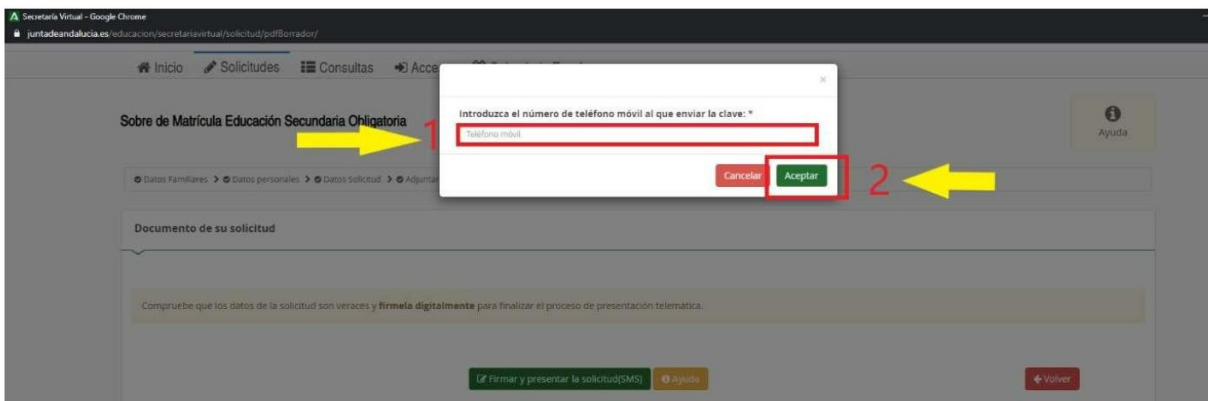 Secretaría Virtual - Google Chrome
juntadeandalucia.es/educacion/secretariavirtual/solicitud/pdfBorrador/
Inicio Solicitudes Consultas Acce
×
Introduzca el número de teléfono móvil al que enviar la clave: *
Sobre de Matrícula Educación Secundaria Obligatoria
1
Teléfono móvil
Ayuda
Cancelar Aceptar 2
Datos Familiares > Datos personales > Datos Solicitud > Adjuntar
Documento de su solicitud
Compruebe que los datos de la solicitud son veraces y fírmela digitalmente para finalizar el proceso de presentación telemática.
Firmar y presentar la solicitud(SMS) Ayuda Volver